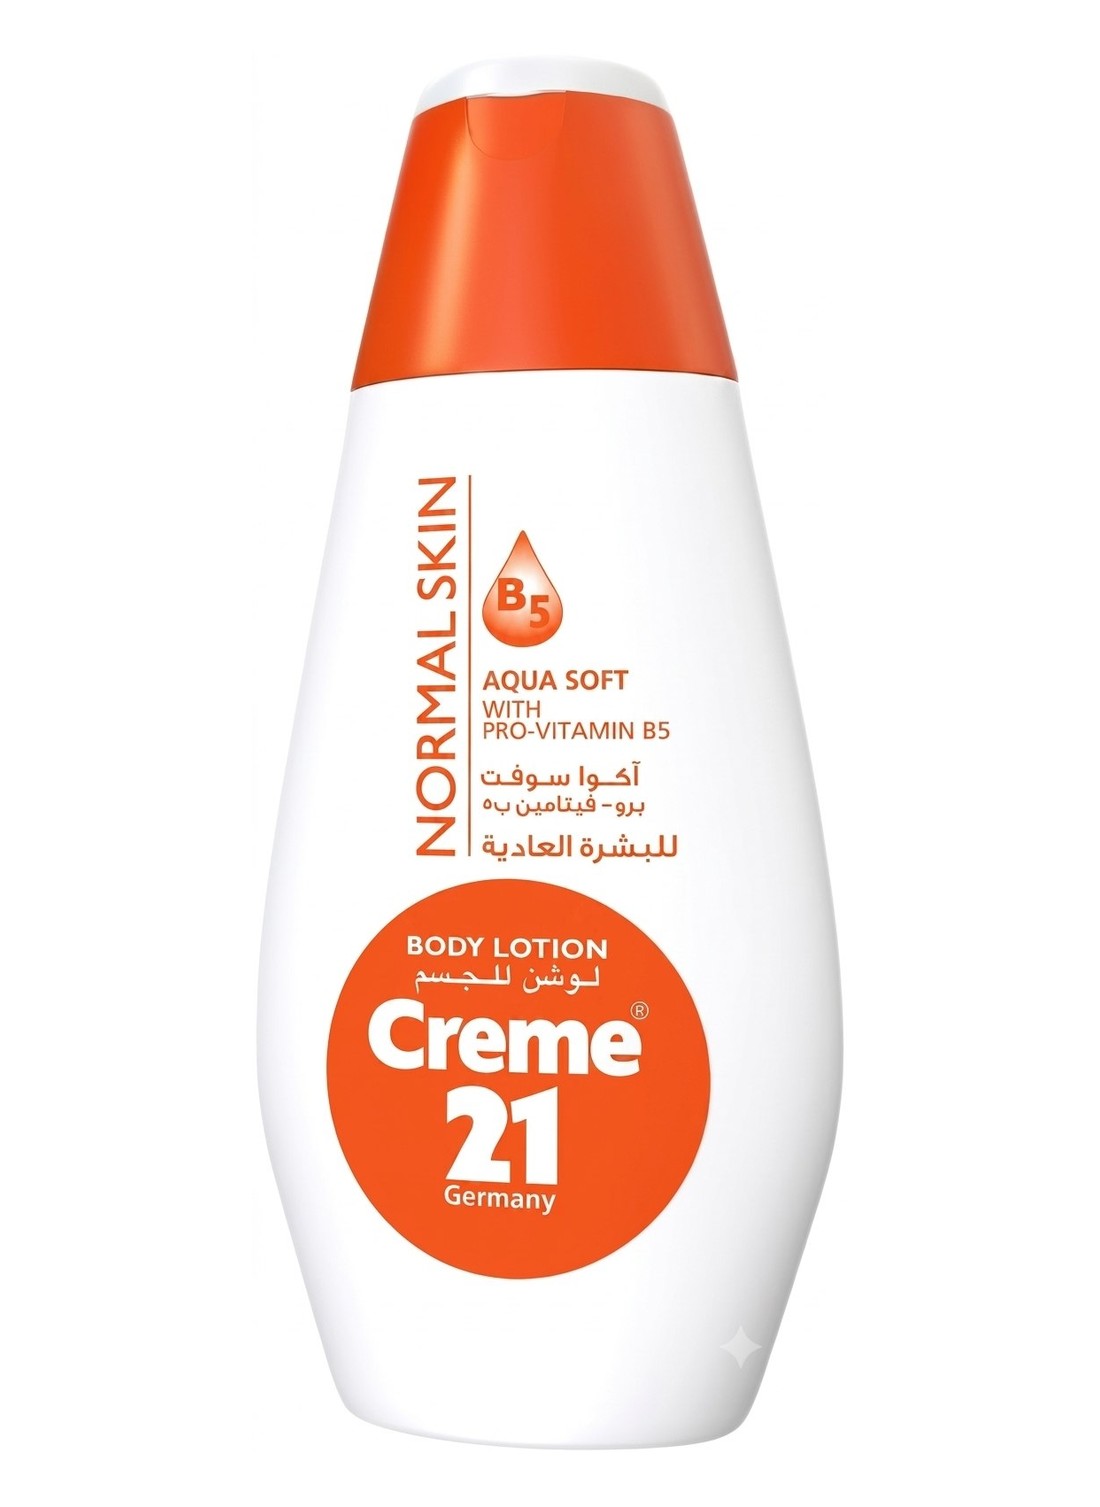 NORMAL SKIN
B5
AQUA SOFT
WITH
PRO-VITAMIN B5
آكوا سوفت
برو- فيتامين ب٥
للبشرة العادية
BODY LOTION
لوشن للجسم
Creme®
21
Germany